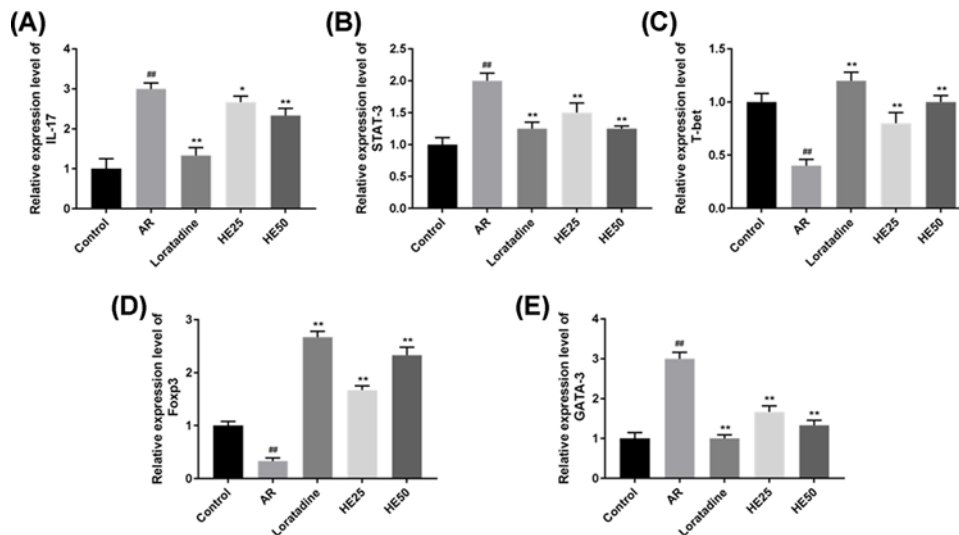 (A)
Relative expression level of
IL-17
4
3
2
1
0
##
**
*
**
Control
AR
Loratadine
HE25
HE50
(B)
Relative expression level of
STAT-3
2.5
2.0
1.5
1.0
0.5
0.0
##
**
**
**
Control
AR
Loratadine
HE25
HE50
(C)
Relative expression level of
T-bet
1.5
1.0
0.5
0.0
##
**
**
**
Control
AR
Loratadine
HE25
HE50
(D)
Relative expression level of
Foxp3
3
2
1
0
##
**
**
**
Control
AR
Loratadine
HE25
HE50
(E)
Relative expression level of
GATA-3
4
3
2
1
0
##
**
**
**
Control
AR
Loratadine
HE25
HE50